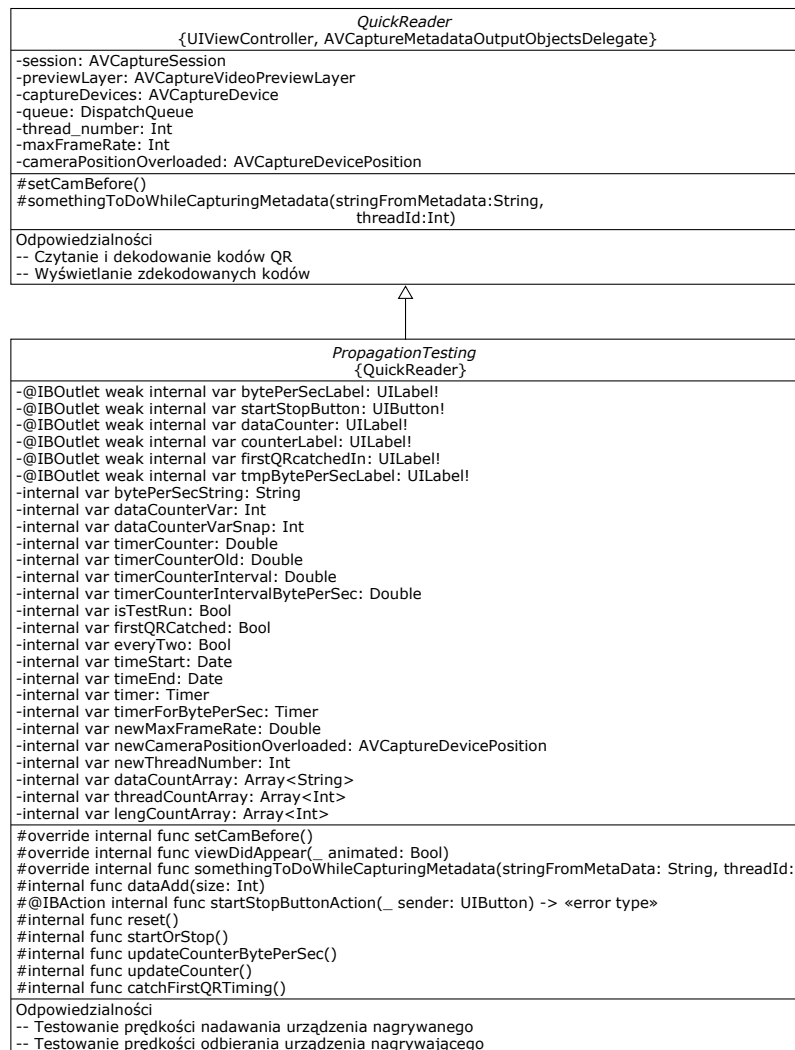 QuickReader
{UIViewController, AVCaptureMetadataOutputObjectsDelegate}
-session: AVCaptureSession
-previewLayer: AVCaptureVideoPreviewLayer
-captureDevices: AVCaptureDevice
-queue: DispatchQueue
-thread_number: Int
-maxFrameRate: Int
-cameraPositionOverloaded: AVCaptureDevicePosition
#setCamBefore()
#somethingToDoWhileCapturingMetadata(stringFromMetadata:String,
threadId:Int)
Odpowiedzialności
-- Czytanie i dekodowanie kodów QR
-- Wyświetlanie zdekodowanych kodów
PropagationTesting
{QuickReader}
-@IBOutlet weak internal var bytePerSecLabel: UILabel!
-@IBOutlet weak internal var startStopButton: UIButton!
-@IBOutlet weak internal var dataCounter: UILabel!
-@IBOutlet weak internal var counterLabel: UILabel!
-@IBOutlet weak internal var firstQRcatchedIn: UILabel!
-@IBOutlet weak internal var tmpBytePerSecLabel: UILabel!
-internal var bytePerSecString: String
-internal var dataCounterVar: Int
-internal var dataCounterVarSnap: Int
-internal var timerCounter: Double
-internal var timerCounterOld: Double
-internal var timerCounterInterval: Double
-internal var timerCounterIntervalBytePerSec: Double
-internal var isTestRun: Bool
-internal var firstQRCatched: Bool
-internal var everyTwo: Bool
-internal var timeStart: Date
-internal var timeEnd: Date
-internal var timer: Timer
-internal var timerForBytePerSec: Timer
-internal var newMaxFrameRate: Double
-internal var newCameraPositionOverloaded: AVCaptureDevicePosition
-internal var newThreadNumber: Int
-internal var dataCountArray: Array<String>
-internal var threadCountArray: Array<Int>
-internal var lengCountArray: Array<Int>
#override internal func setCamBefore()
#override internal func viewDidAppear(_ animated: Bool)
#override internal func somethingToDoWhileCapturingMetadata(stringFromMetaData: String, threadId:
#internal func dataAdd(size: Int)
#@IBAction internal func startStopButtonAction(_ sender: UIButton) -> «error type»
#internal func reset()
#internal func startOrStop()
#internal func updateCounterBytePerSec()
#internal func updateCounter()
#internal func catchFirstQRTiming()
Odpowiedzialności
-- Testowanie prędkości nadawania urządzenia nagrywanego
-- Testowanie prędkości odbierania urządzenia nagrywającego